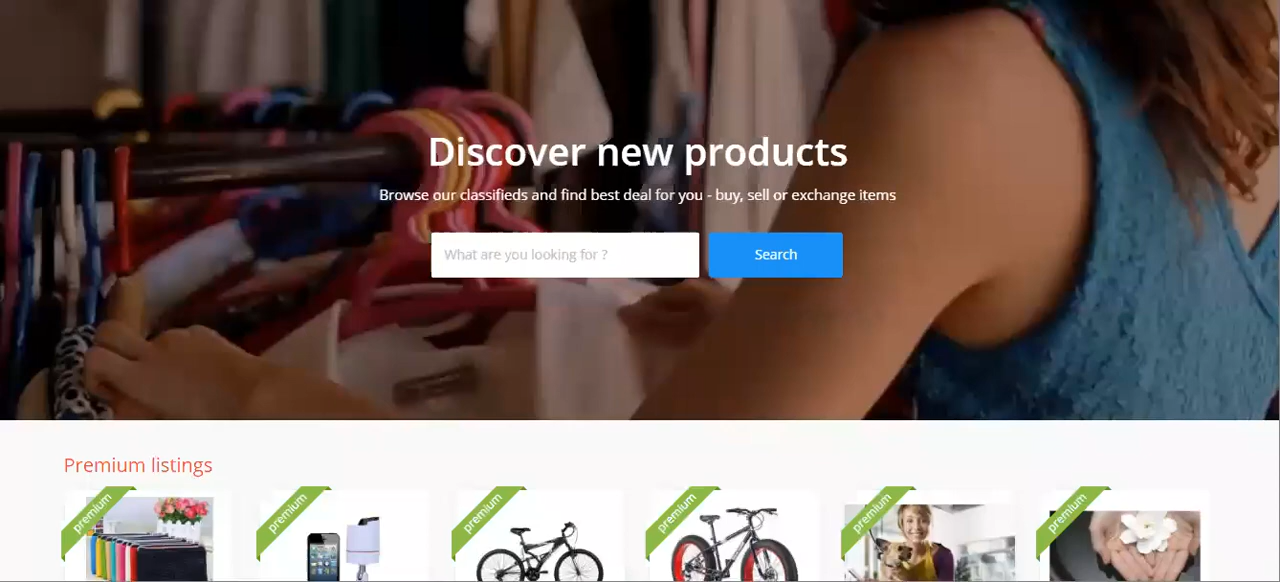 Discover new products
Browse our classifieds and find best deal for you - buy, sell or exchange items
What are you looking for ?
Search
Premium listings
premium
premium
premium
premium
premium
premium